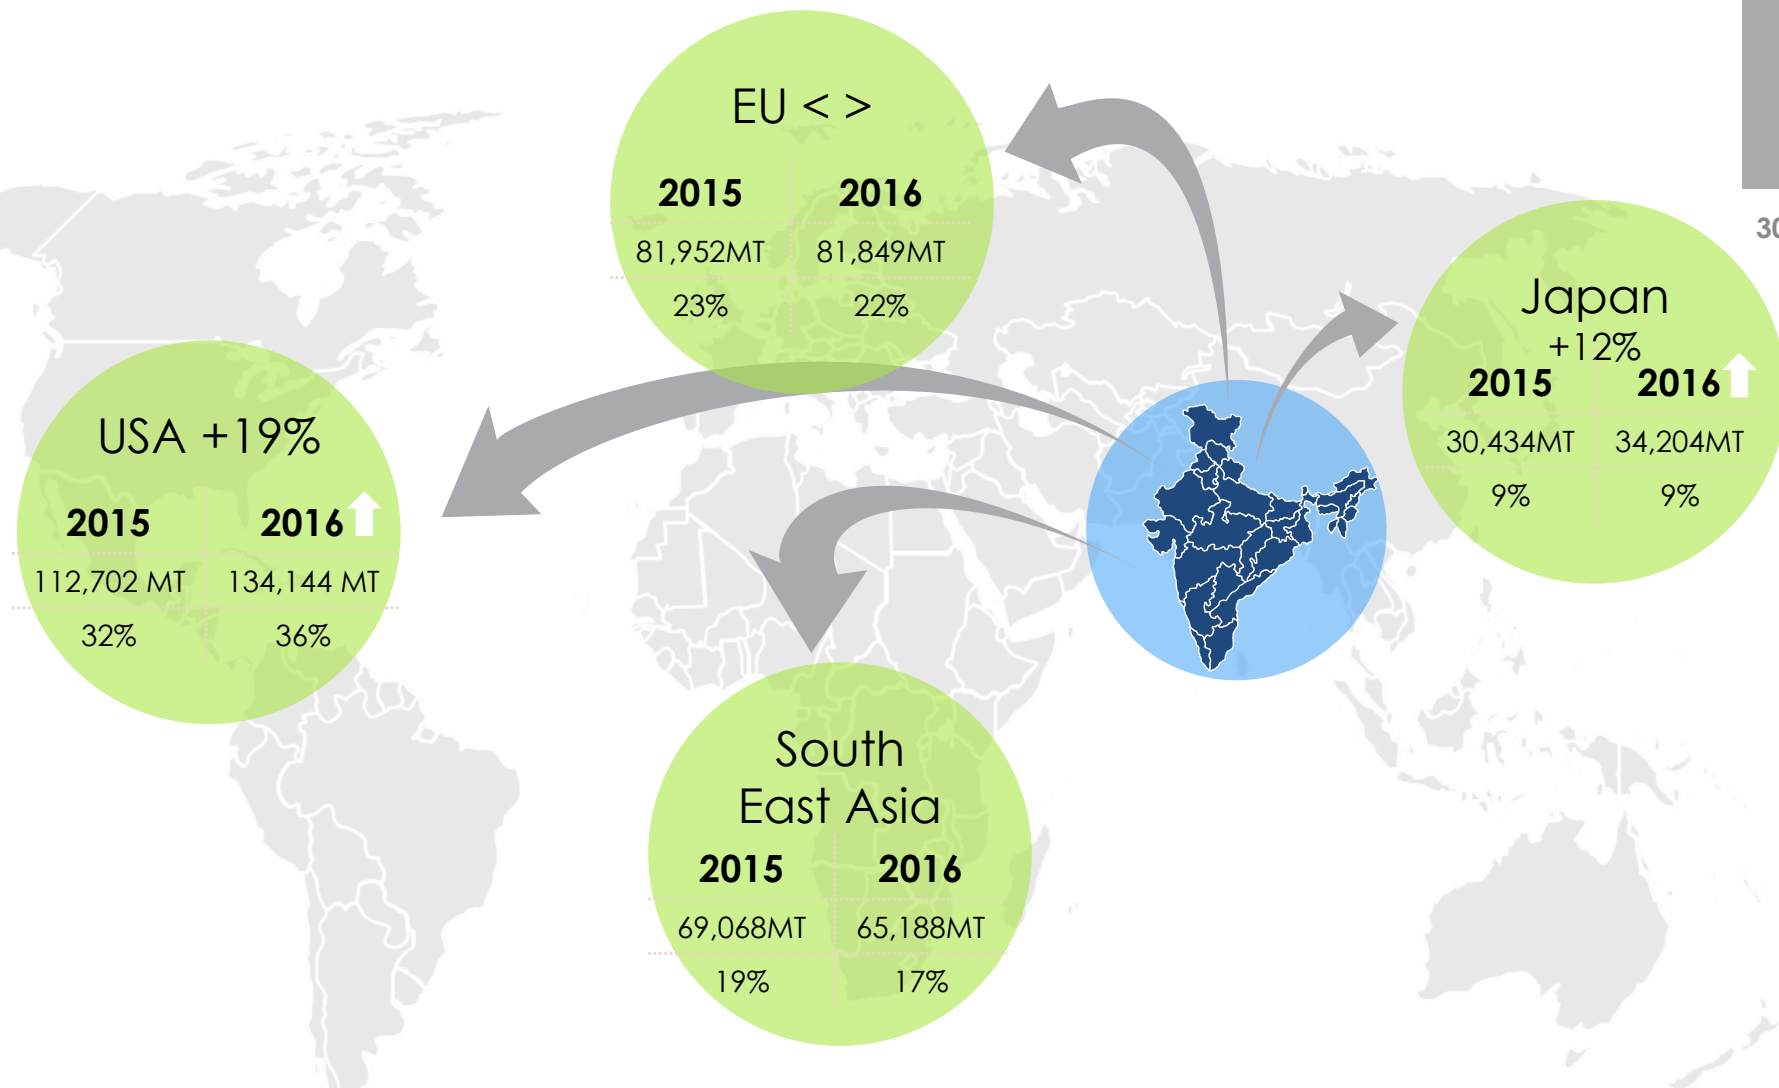 EU < >
2015 2016
81,952MT 81,849MT
23% 22%
30
Japan
+12%
2015 2016
30,434MT 34,204MT
9% 9%
USA +19%
2015 2016
112,702 MT 134,144 MT
32% 36%
South
East Asia
2015 2016
69,068MT 65,188MT
19% 17%